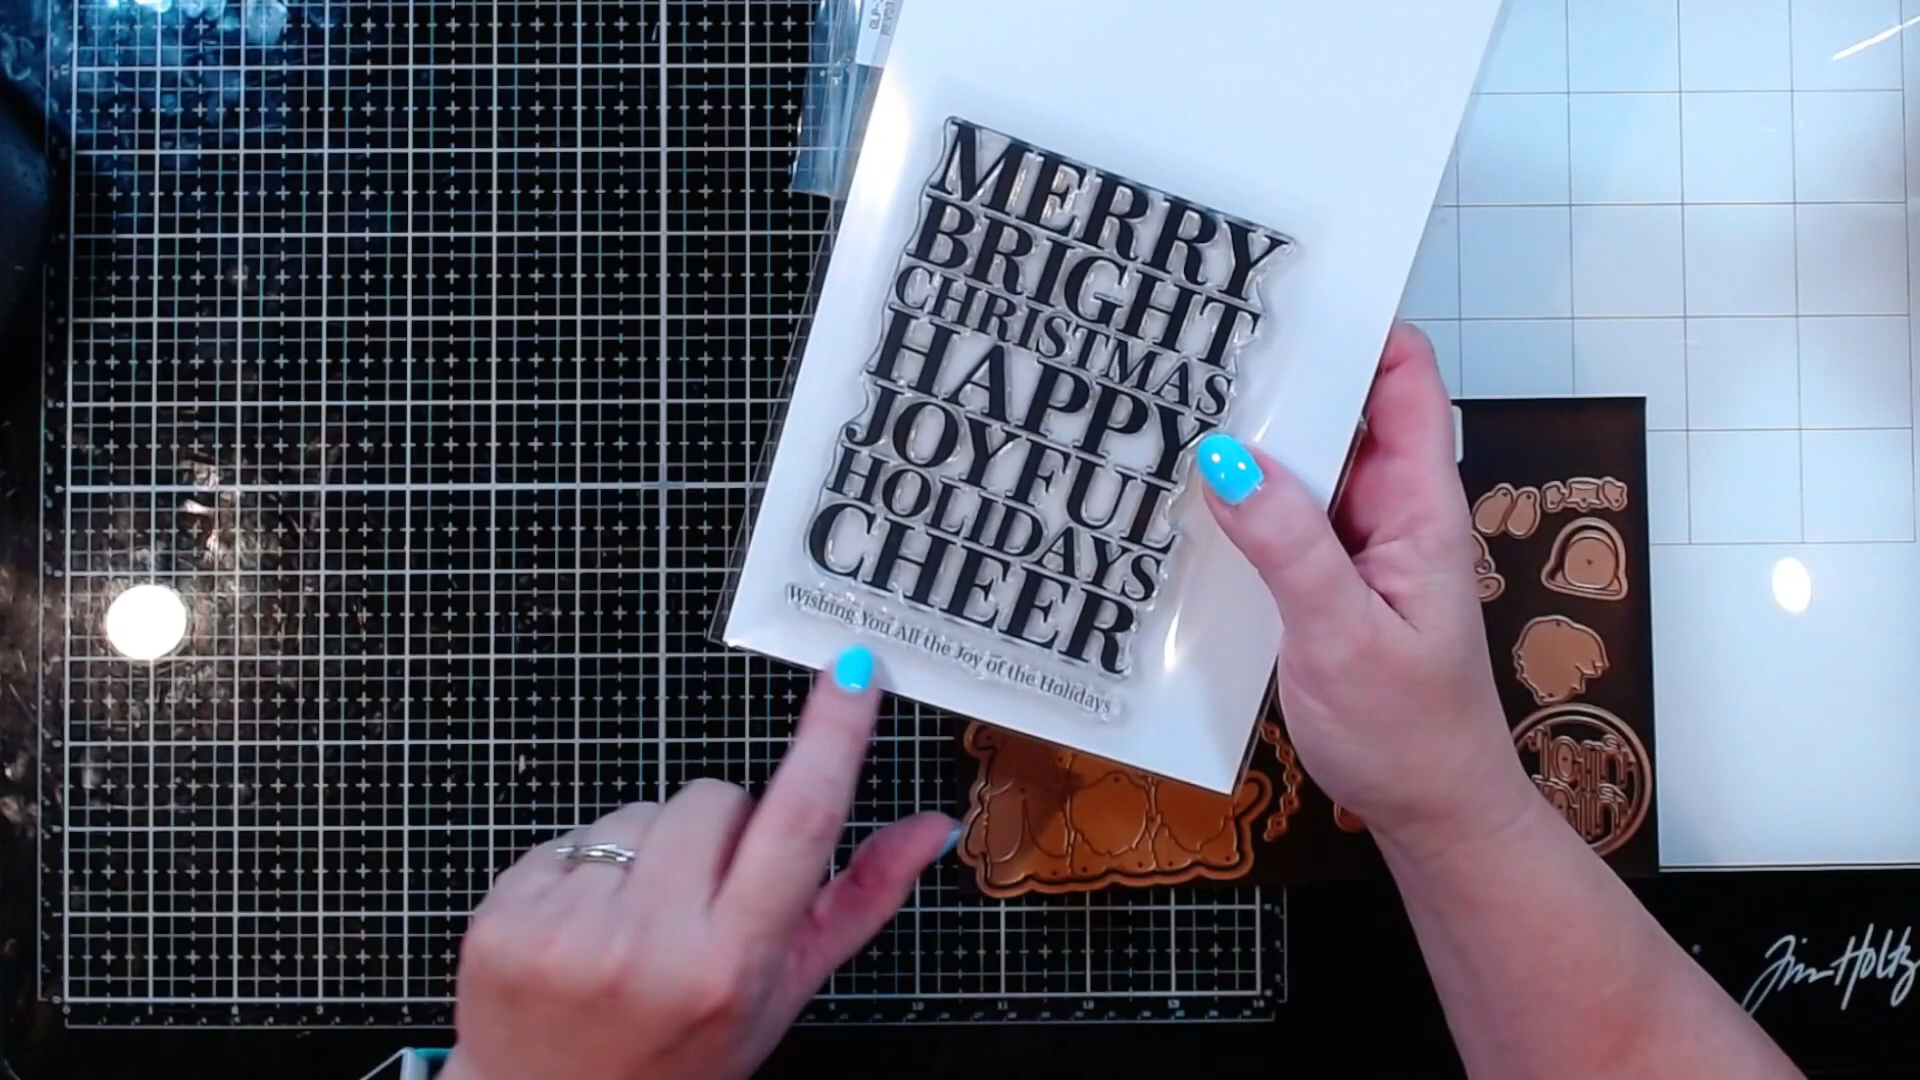 MERRY
BRIGHT
CHRISTMAS
HAPPY
JOYFUL
HOLIDAYS
CHEER
Wishing You All the Joy of the Holidays
Tim Holtz